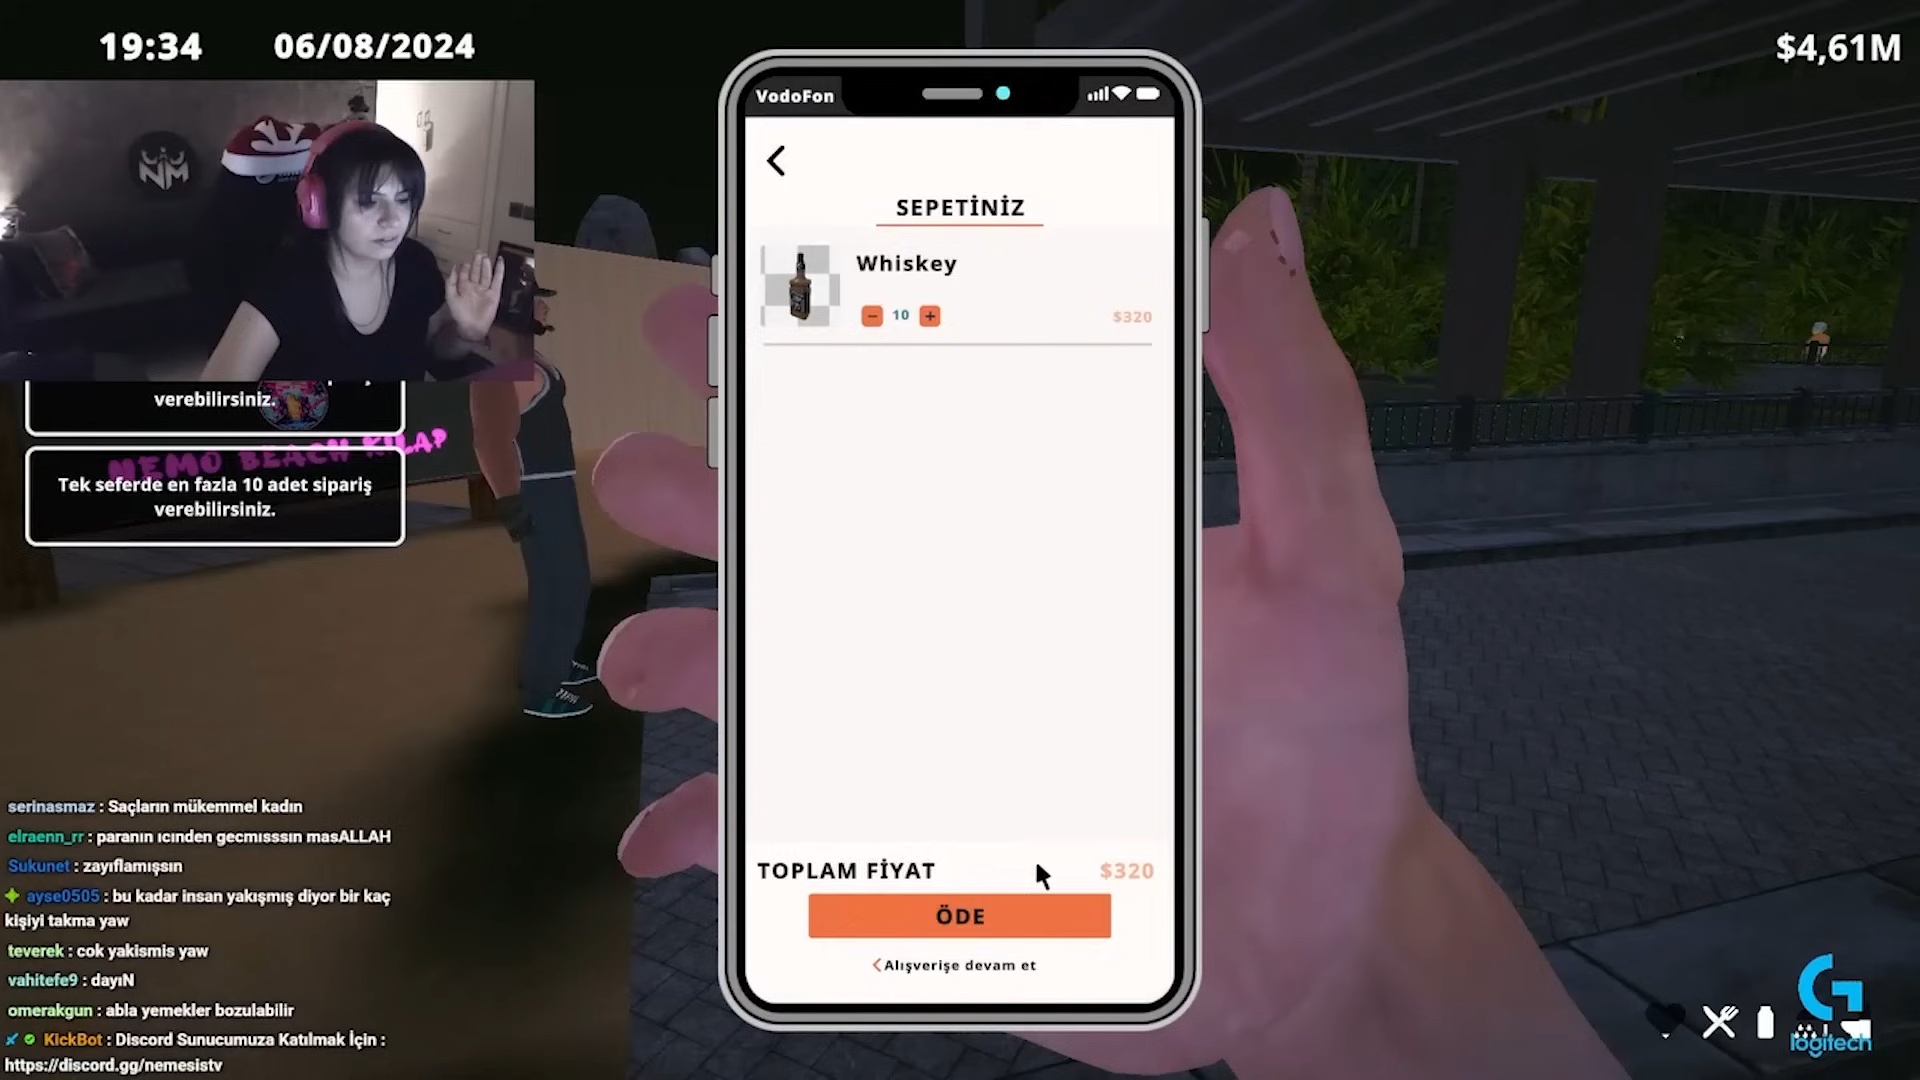 19:34 06/08/2024
$4,61M
VodoFon
SEPETİNİZ
Whiskey
- 10 +
$320
TOPLAM FİYAT
$320
ÖDE
Alışverişe devam et
NM
verebilirsiniz.
NEMO BEACH
Tek seferde en fazla 10 adet sipariş
verebilirsiniz.
serinasmaz : Saçların mükemmel kadın
elraenn_rr : paranın ıcınden gecmısssın masALLAH
Sukunet : zayıflamışsın
ayse0505 : bu kadar insan yakışmış diyor bir kaç
kişiyi takma yaw
teverek : cok yakismis yaw
vahitefe9 : dayıN
omerakgun : abla yemekler bozulabilir
KickBot : Discord Sunucumuza Katılmak İçin :
https://discord.gg/nemesistv
logitech